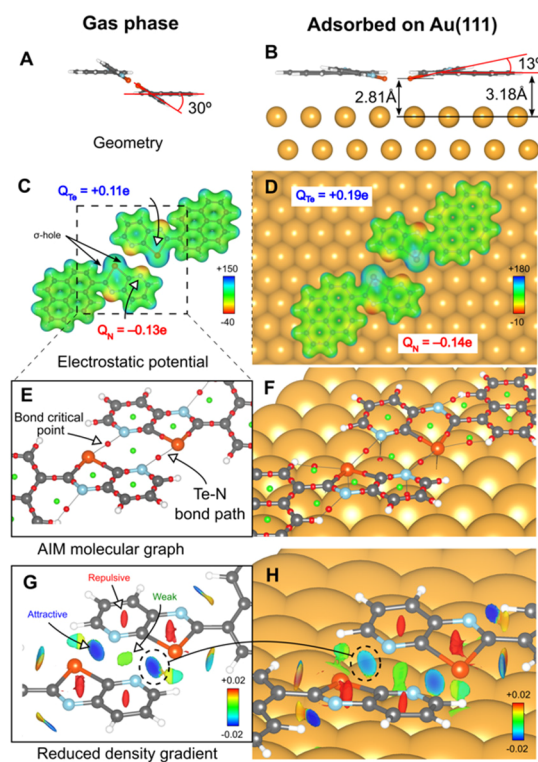 Gas phase
Adsorbed on Au(111)
A
30º
Geometry
B
13º
2.81Å
3.18Å
C
Q_Te = +0.11e
σ-hole
+150
-40
Q_N = −0.13e
Electrostatic potential
D
Q_Te = +0.19e
+180
-10
Q_N = −0.14e
E
Bond critical
point
Te-N
bond path
AIM molecular graph
F
G
Repulsive
Weak
Attractive
+0.02
-0.02
Reduced density gradient
H
+0.02
-0.02